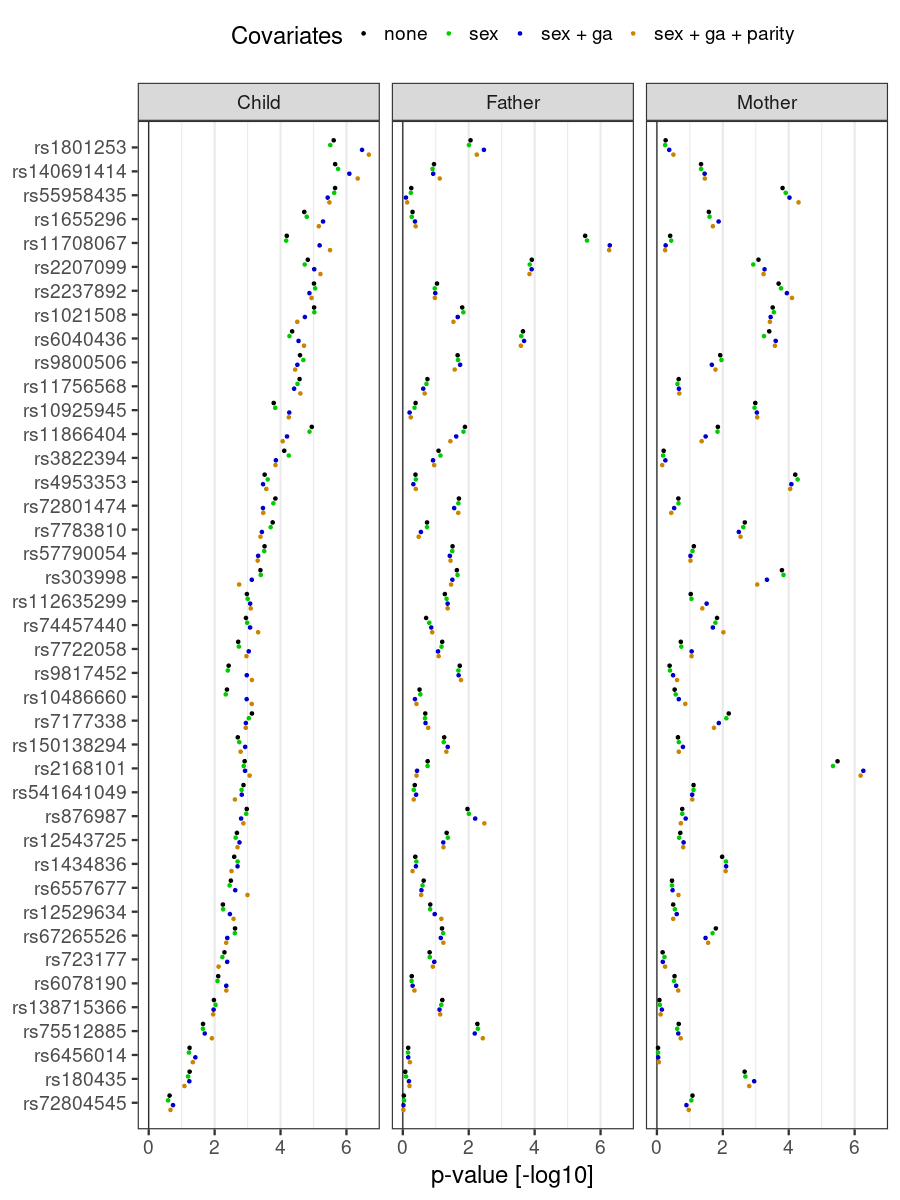 Covariates none sex sex + ga sex + ga + parity
Child Father Mother
rs1801253
rs140691414
rs55958435
rs1655296
rs11708067
rs2207099
rs2237892
rs1021508
rs6040436
rs9800506
rs11756568
rs10925945
rs11866404
rs3822394
rs4953353
rs72801474
rs7783810
rs57790054
rs303998
rs112635299
rs74457440
rs7722058
rs9817452
rs10486660
rs7177338
rs150138294
rs2168101
rs541641049
rs876987
rs12543725
rs1434836
rs6557677
rs12529634
rs67265526
rs723177
rs6078190
rs138715366
rs75512885
rs6456014
rs180435
rs72804545
0 2 4 6 0 2 4 6 0 2 4 6
p-value [-log10]